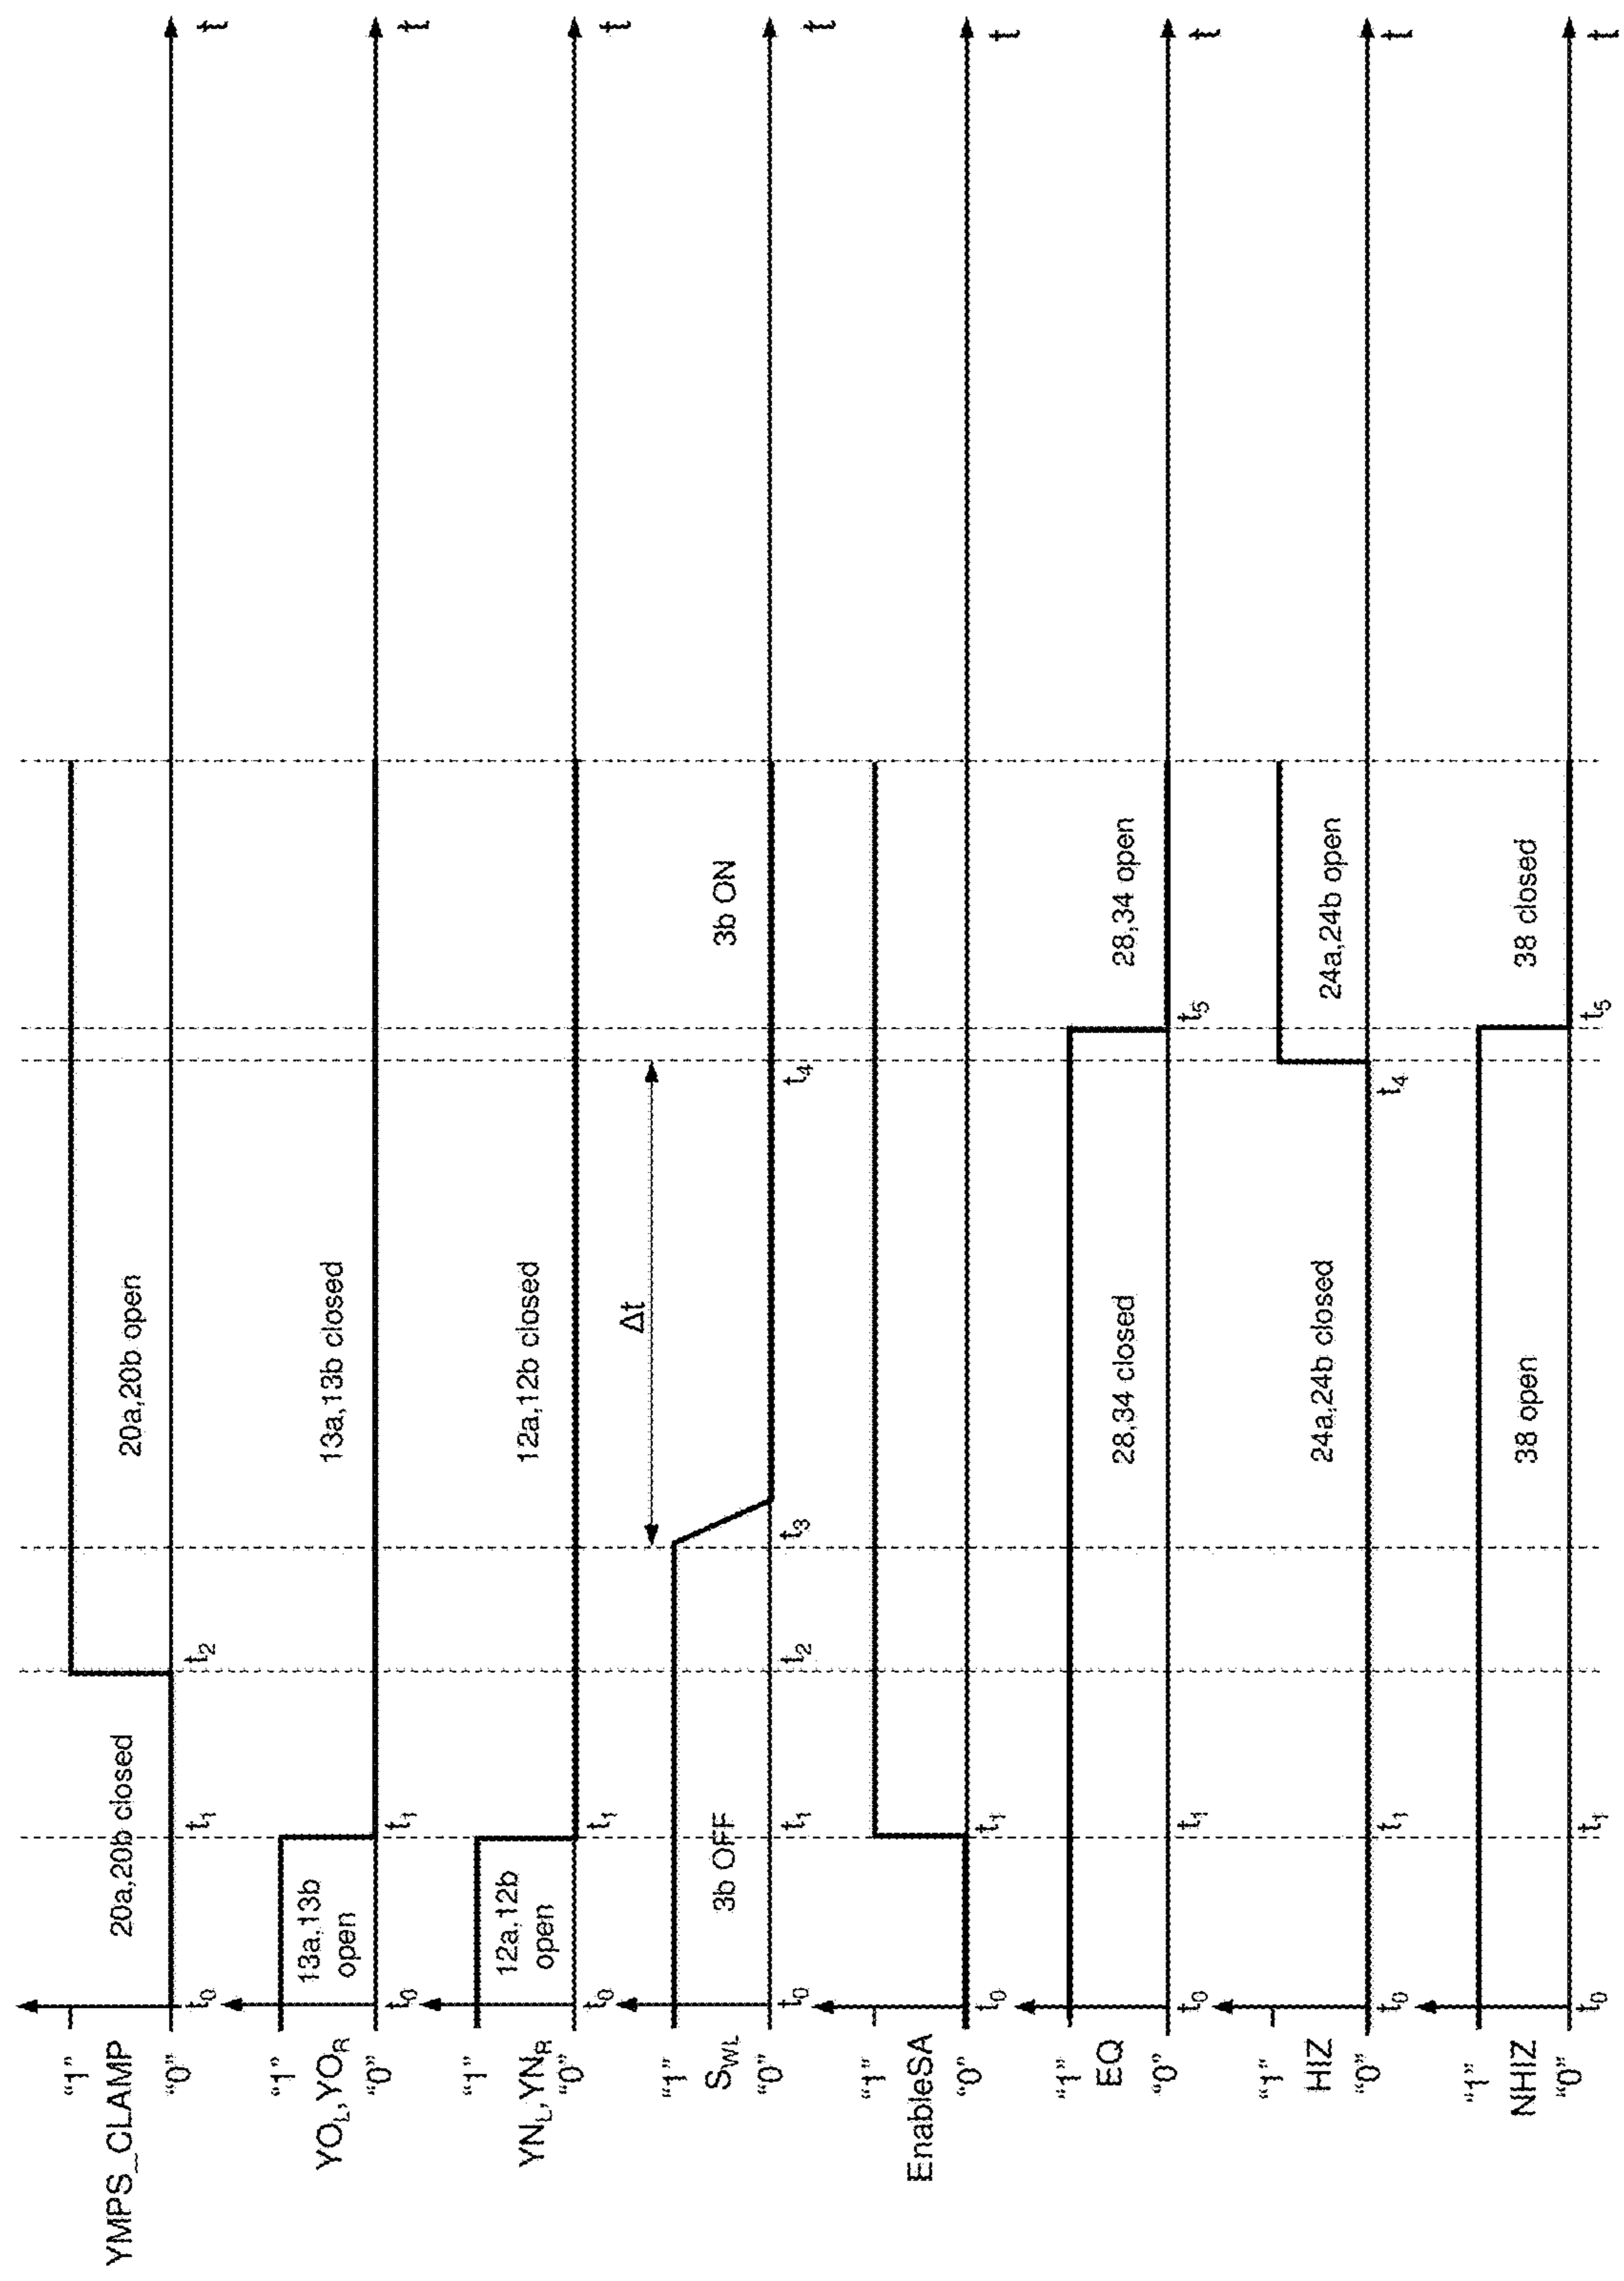 YMPS_CLAMP
"1"
"0"
20a,20b closed
20a,20b open
t0
t1
t2
t
YOL,YOR
"1"
"0"
13a,13b
open
13a,13b closed
t0
t1
t
YNL,YNR
"1"
"0"
12a,12b
open
12a,12b closed
t0
t1
t
SWL
"1"
"0"
3b OFF
Δt
3b ON
t0
t1
t2
t3
t4
t
EnableSA
"1"
"0"
t0
t1
t
EQ
"1"
"0"
28,34 closed
28,34 open
t0
t1
t5
t
HIZ
"1"
"0"
24a,24b closed
24a,24b open
t0
t1
t4
t
NHIZ
"1"
"0"
38 open
38 closed
t0
t1
t5
t